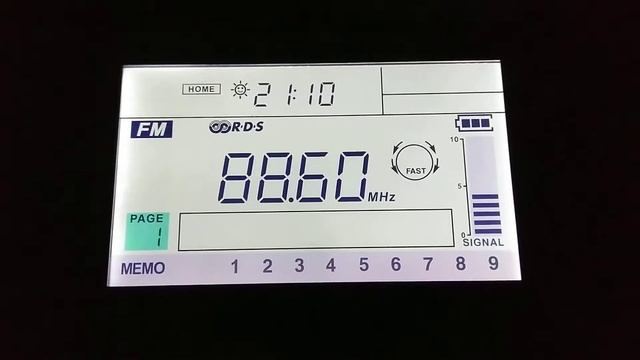 HOME 21:10
FM R·D·S
10
88.60 MHz
FAST
5
PAGE
1
0
SIGNAL
MEMO 1 2 3 4 5 6 7 8 9